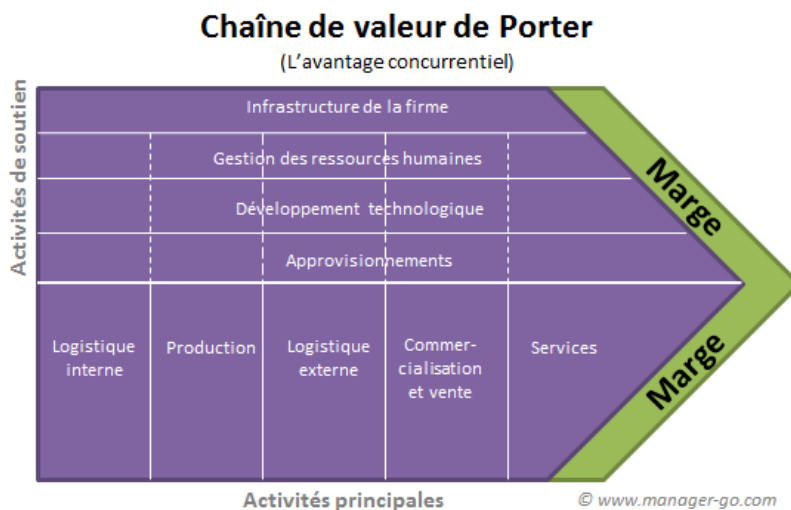 Chaîne de valeur de Porter
(L'avantage concurrentiel)
Activités de soutien
Infrastructure de la firme
Gestion des ressources humaines
Développement technologique
Approvisionnements
Marge
Logistique
interne
Production
Logistique
externe
Commer-
cialisation
et vente
Services
Marge
Activités principales
© www.manager-go.com